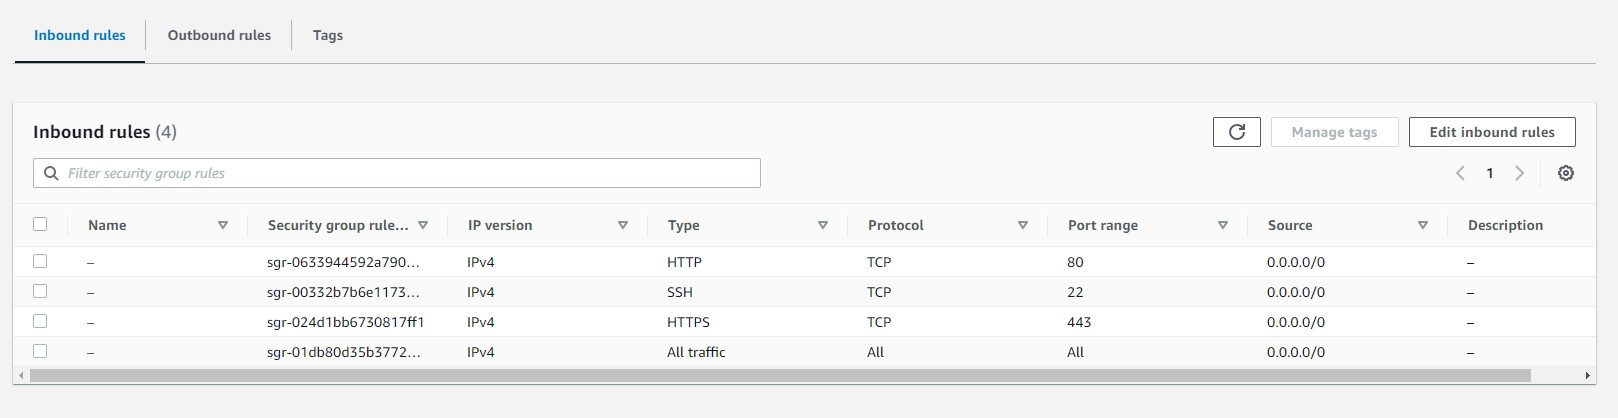 Inbound rules Outbound rules Tags
Inbound rules (4) Manage tags Edit inbound rules
Filter security group rules 1
Name Security group rule... IP version Type Protocol Port range Source Description
– sgr-0633944592a790... IPv4 HTTP TCP 80 0.0.0.0/0 –
– sgr-00332b7b6e1173... IPv4 SSH TCP 22 0.0.0.0/0 –
– sgr-024d1bb6730817ff1 IPv4 HTTPS TCP 443 0.0.0.0/0 –
– sgr-01db80d35b3772... IPv4 All traffic All All 0.0.0.0/0 –